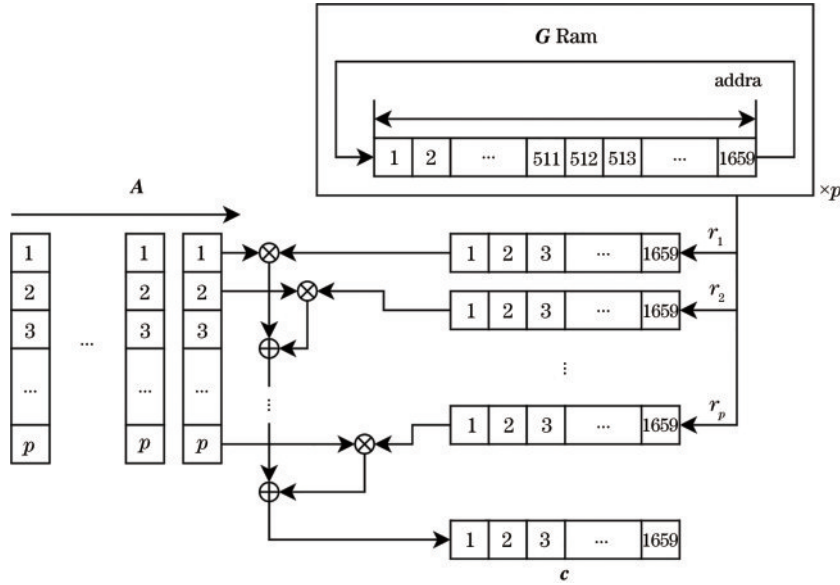 G Ram
addra
1 2 ... 511 512 513 ... 1659
×p
A
1 1 1 ⊗ 1 2 3 ... 1659 r₁
2 2 2 ⊗ 1 2 3 ... 1659 r₂
3 ... 3 3 ⊕
... ... ... ⋮ ⋮
p p p ⊗ 1 2 3 ... 1659 rₚ
⊕
1 2 3 ... 1659
c